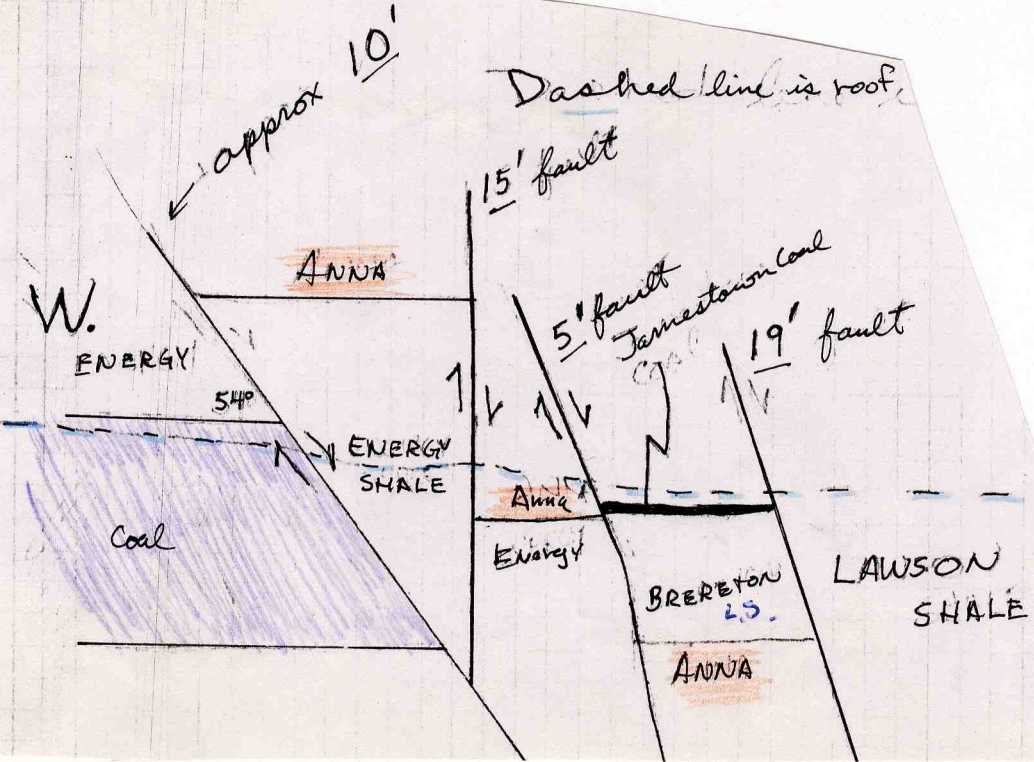 approx 10'
Dashed line is roof.
15' fault
ANNA
W.
ENERGY
54°
5' fault
Jamestown Coal
Coal
19' fault
ENERGY
SHALE
Anna
Coal
Energy
BRERETON
LS.
LAWSON
SHALE
ANNA